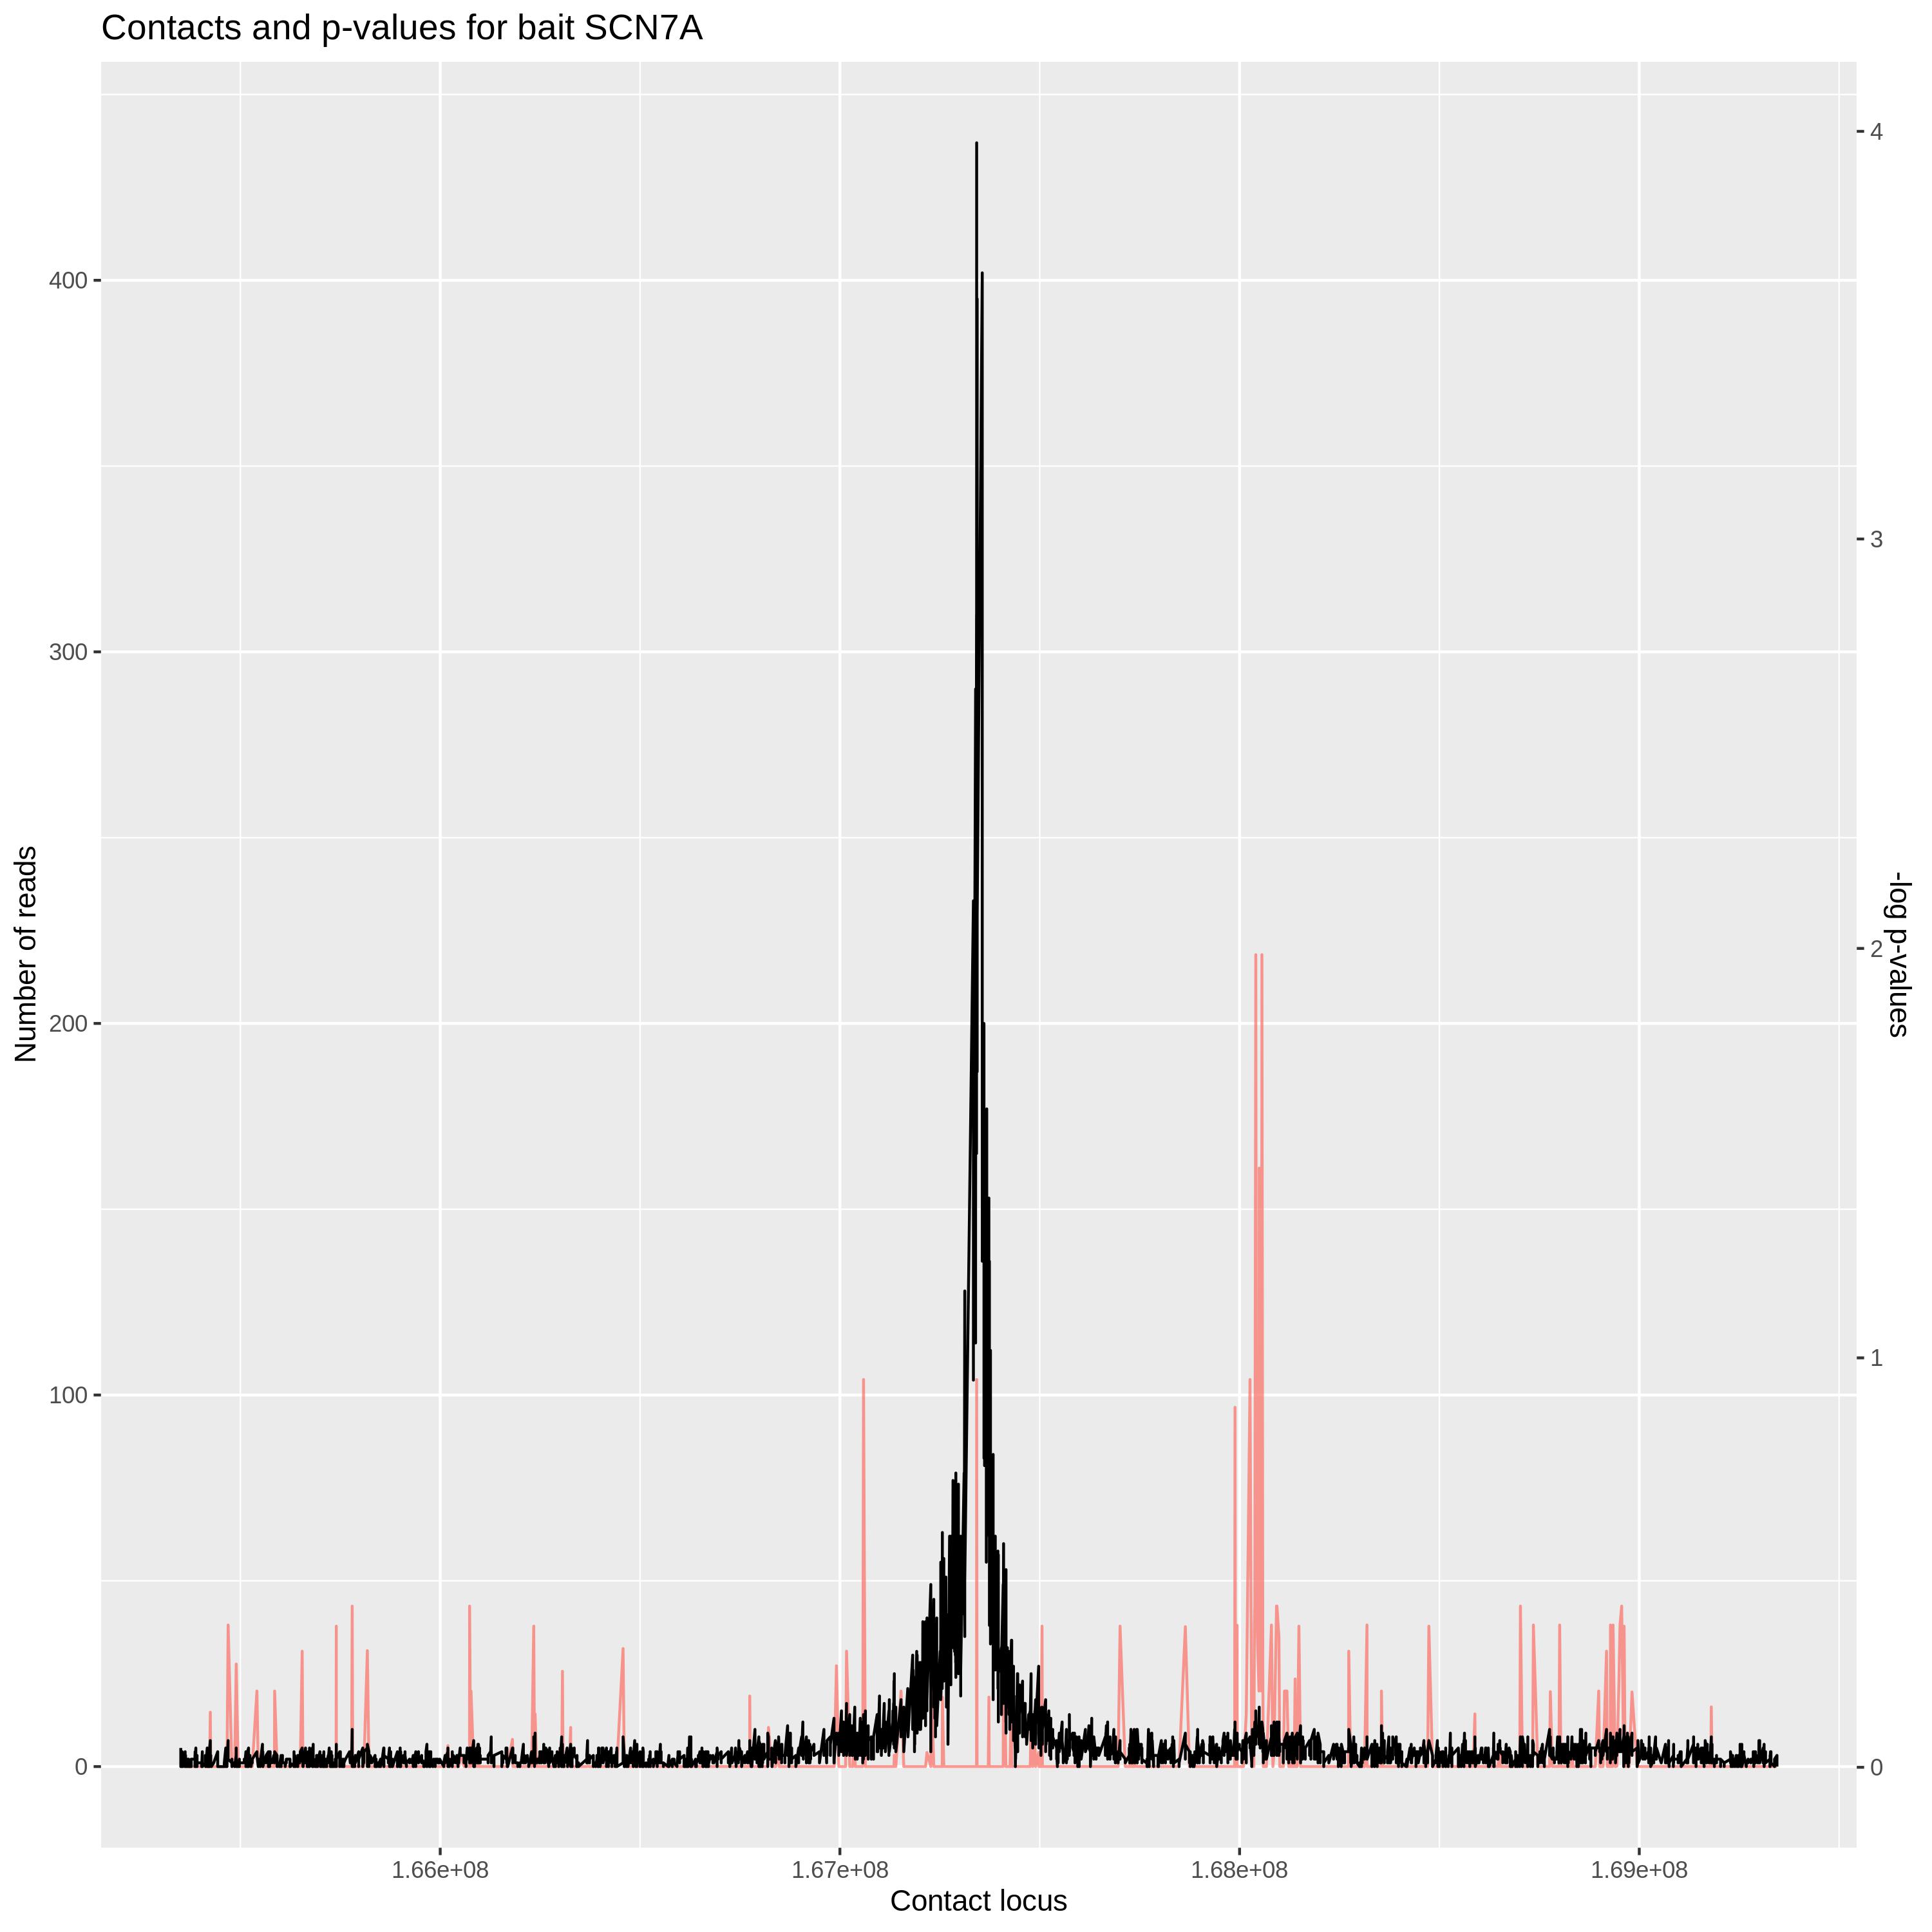 Contacts and p-values for bait SCN7A
Number of reads
400
300
200
100
0
4
3
2
1
0
-log p-values
1.66e+08
1.67e+08
1.68e+08
1.69e+08
Contact locus